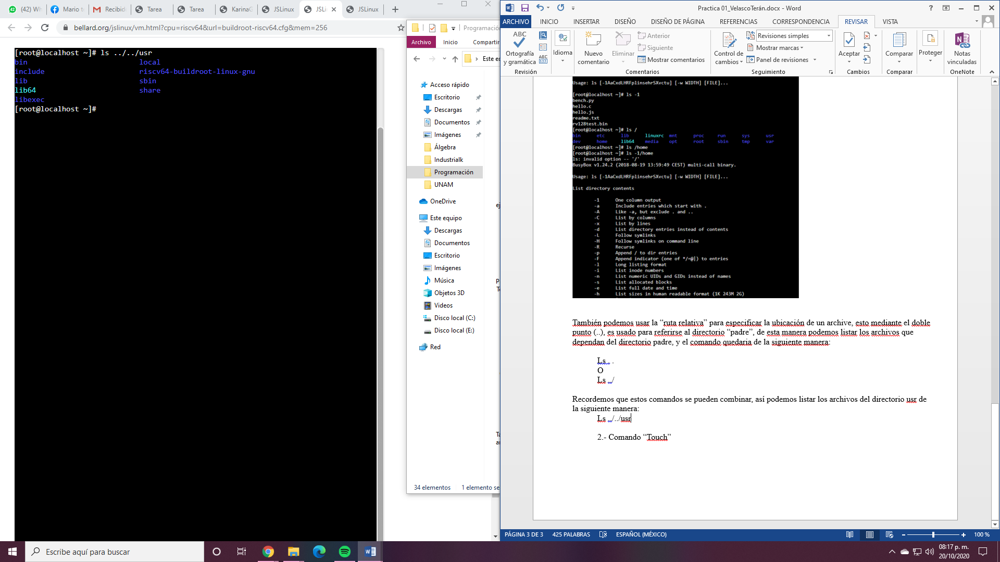 (42) Wh
Mario t
Recibid
Tarea
Tarea
KarinaG
JSLinux
JSLi
JSLinux
bellard.org/jslinux/vm.html?cpu=riscv64&url=buildroot-riscv64.cfg&mem=256
[root@localhost ~]# ls ../../usr
bin local
include riscv64-buildroot-linux-gnu
lib sbin
lib64 share
libexec
[root@localhost ~]#
Programación
Archivo Inicio Compartir
Este eq
Acceso rápido
Escritorio
Descargas
Documentos
Imágenes
Álgebra
Industrialk
Programación
UNAM
OneDrive
Este equipo
Descargas
Documentos
Escritorio
Imágenes
Música
Objetos 3D
Videos
Disco local (C:)
Disco local (E:)
Red
34 elementos 1 elemento se
Practica 01_VelascoTerán.docx - Word
ARCHIVO INICIO INSERTAR DISEÑO DISEÑO DE PÁGINA REFERENCIAS CORRESPONDENCIA REVISAR VISTA
ABC
Ortografía
y gramática
Revisión
Idioma
Nuevo
comentario
Eliminar
Anterior
Siguiente
Mostrar comentarios
Comentarios
Control de
cambios
Revisiones simples
Mostrar marcas
Panel de revisiones
Seguimiento
Aceptar
Cambios
Comparar
Comparar
Proteger
Notas
vinculadas
OneNote
Usage: ls [-1AaCxdLHRFplinsehrSXvctu] [-w WIDTH] [FILE]...
[root@localhost ~]# ls -1
bench.py
hello.c
hello.js
readme.txt
rv128test.bin
[root@localhost ~]# ls /
bin etc lib linuxrc mnt proc run sys usr
dev home lib64 media opt root sbin tmp var
[root@localhost ~]# ls /home
[root@localhost ~]# ls -1/home
ls: invalid option -- '/'
BusyBox v1.24.2 (2018-08-19 13:59:49 CEST) multi-call binary.
Usage: ls [-1AaCxdLHRFplinsehrSXvctu] [-w WIDTH] [FILE]...
List directory contents
-1 One column output
-a Include entries which start with .
-A Like -a, but exclude . and ..
-C List by columns
-x List by lines
-d List directory entries instead of contents
-L Follow symlinks
-H Follow symlinks on command line
-R Recurse
-p Append / to dir entries
-F Append indicator (one of */=@|) to entries
-l Long listing format
-i List inode numbers
-n List numeric UIDs and GIDs instead of names
-s List allocated blocks
-e List full date and time
-h List sizes in human readable format (1K 243M 2G)
También podemos usar la “ruta relativa” para especificar la ubicación de un archive, esto mediante el doble
punto (..), es usado para referirse al directorio “padre”, de esta manera podemos listar los archivos que
dependan del directorio padre, y el comando quedaria de la siguiente manera:
Ls . .
O
Ls ../
Recordemos que estos comandos se pueden combinar, así podemos listar los archivos del directorio usr de
la siguiente manera:
Ls ../../usr
2.- Comando “Touch”
PÁGINA 3 DE 3 425 PALABRAS ESPAÑOL (MÉXICO) 100 %
Escribe aquí para buscar
08:17 p. m.
20/10/2020